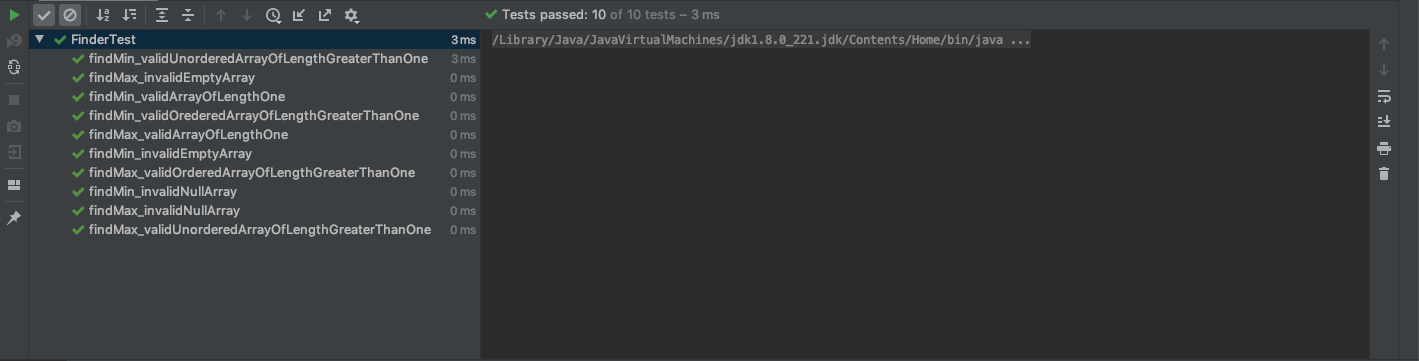 Tests passed: 10 of 10 tests – 3 ms
FinderTest 3 ms
/Library/Java/JavaVirtualMachines/jdk1.8.0_221.jdk/Contents/Home/bin/java ...
findMin_validUnorderedArrayOfLengthGreaterThanOne 3 ms
findMax_invalidEmptyArray 0 ms
findMin_validArrayOfLengthOne 0 ms
findMin_validOrederedArrayOfLengthGreaterThanOne 0 ms
findMax_validArrayOfLengthOne 0 ms
findMin_invalidEmptyArray 0 ms
findMax_validOrderedArrayOfLengthGreaterThanOne 0 ms
findMin_invalidNullArray 0 ms
findMax_invalidNullArray 0 ms
findMax_validUnorderedArrayOfLengthGreaterThanOne 0 ms